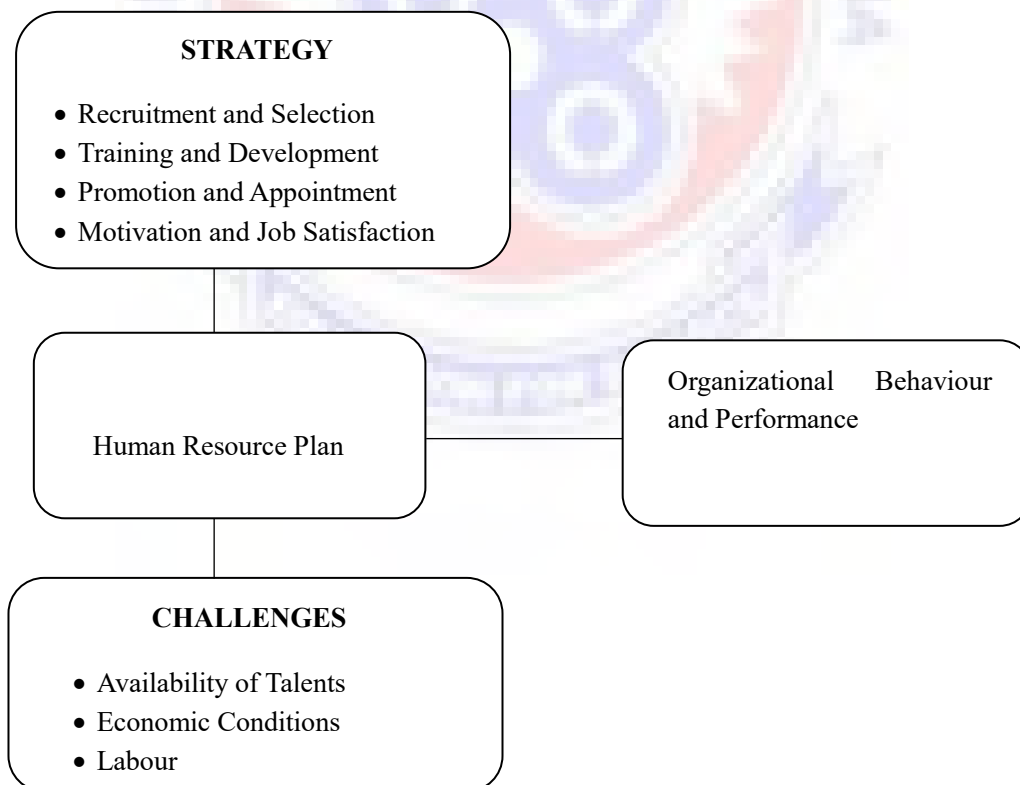 STRATEGY
• Recruitment and Selection
• Training and Development
• Promotion and Appointment
• Motivation and Job Satisfaction
Human Resource Plan
Organizational Behaviour
and Performance
CHALLENGES
• Availability of Talents
• Economic Conditions
• Labour